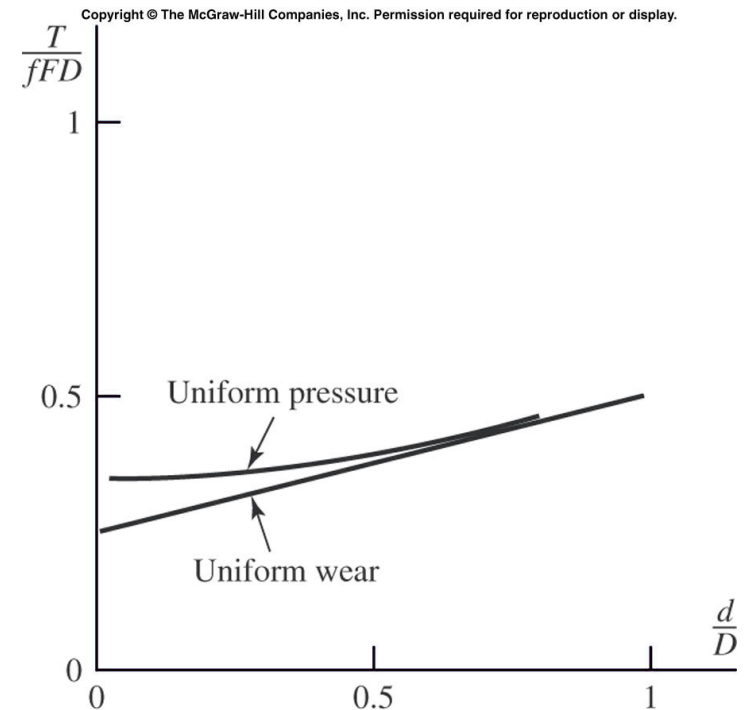 Copyright © The McGraw-Hill Companies, Inc. Permission required for reproduction or display.
T
fFD
1
0.5
Uniform pressure
Uniform wear
d
D
0
0
0.5
1